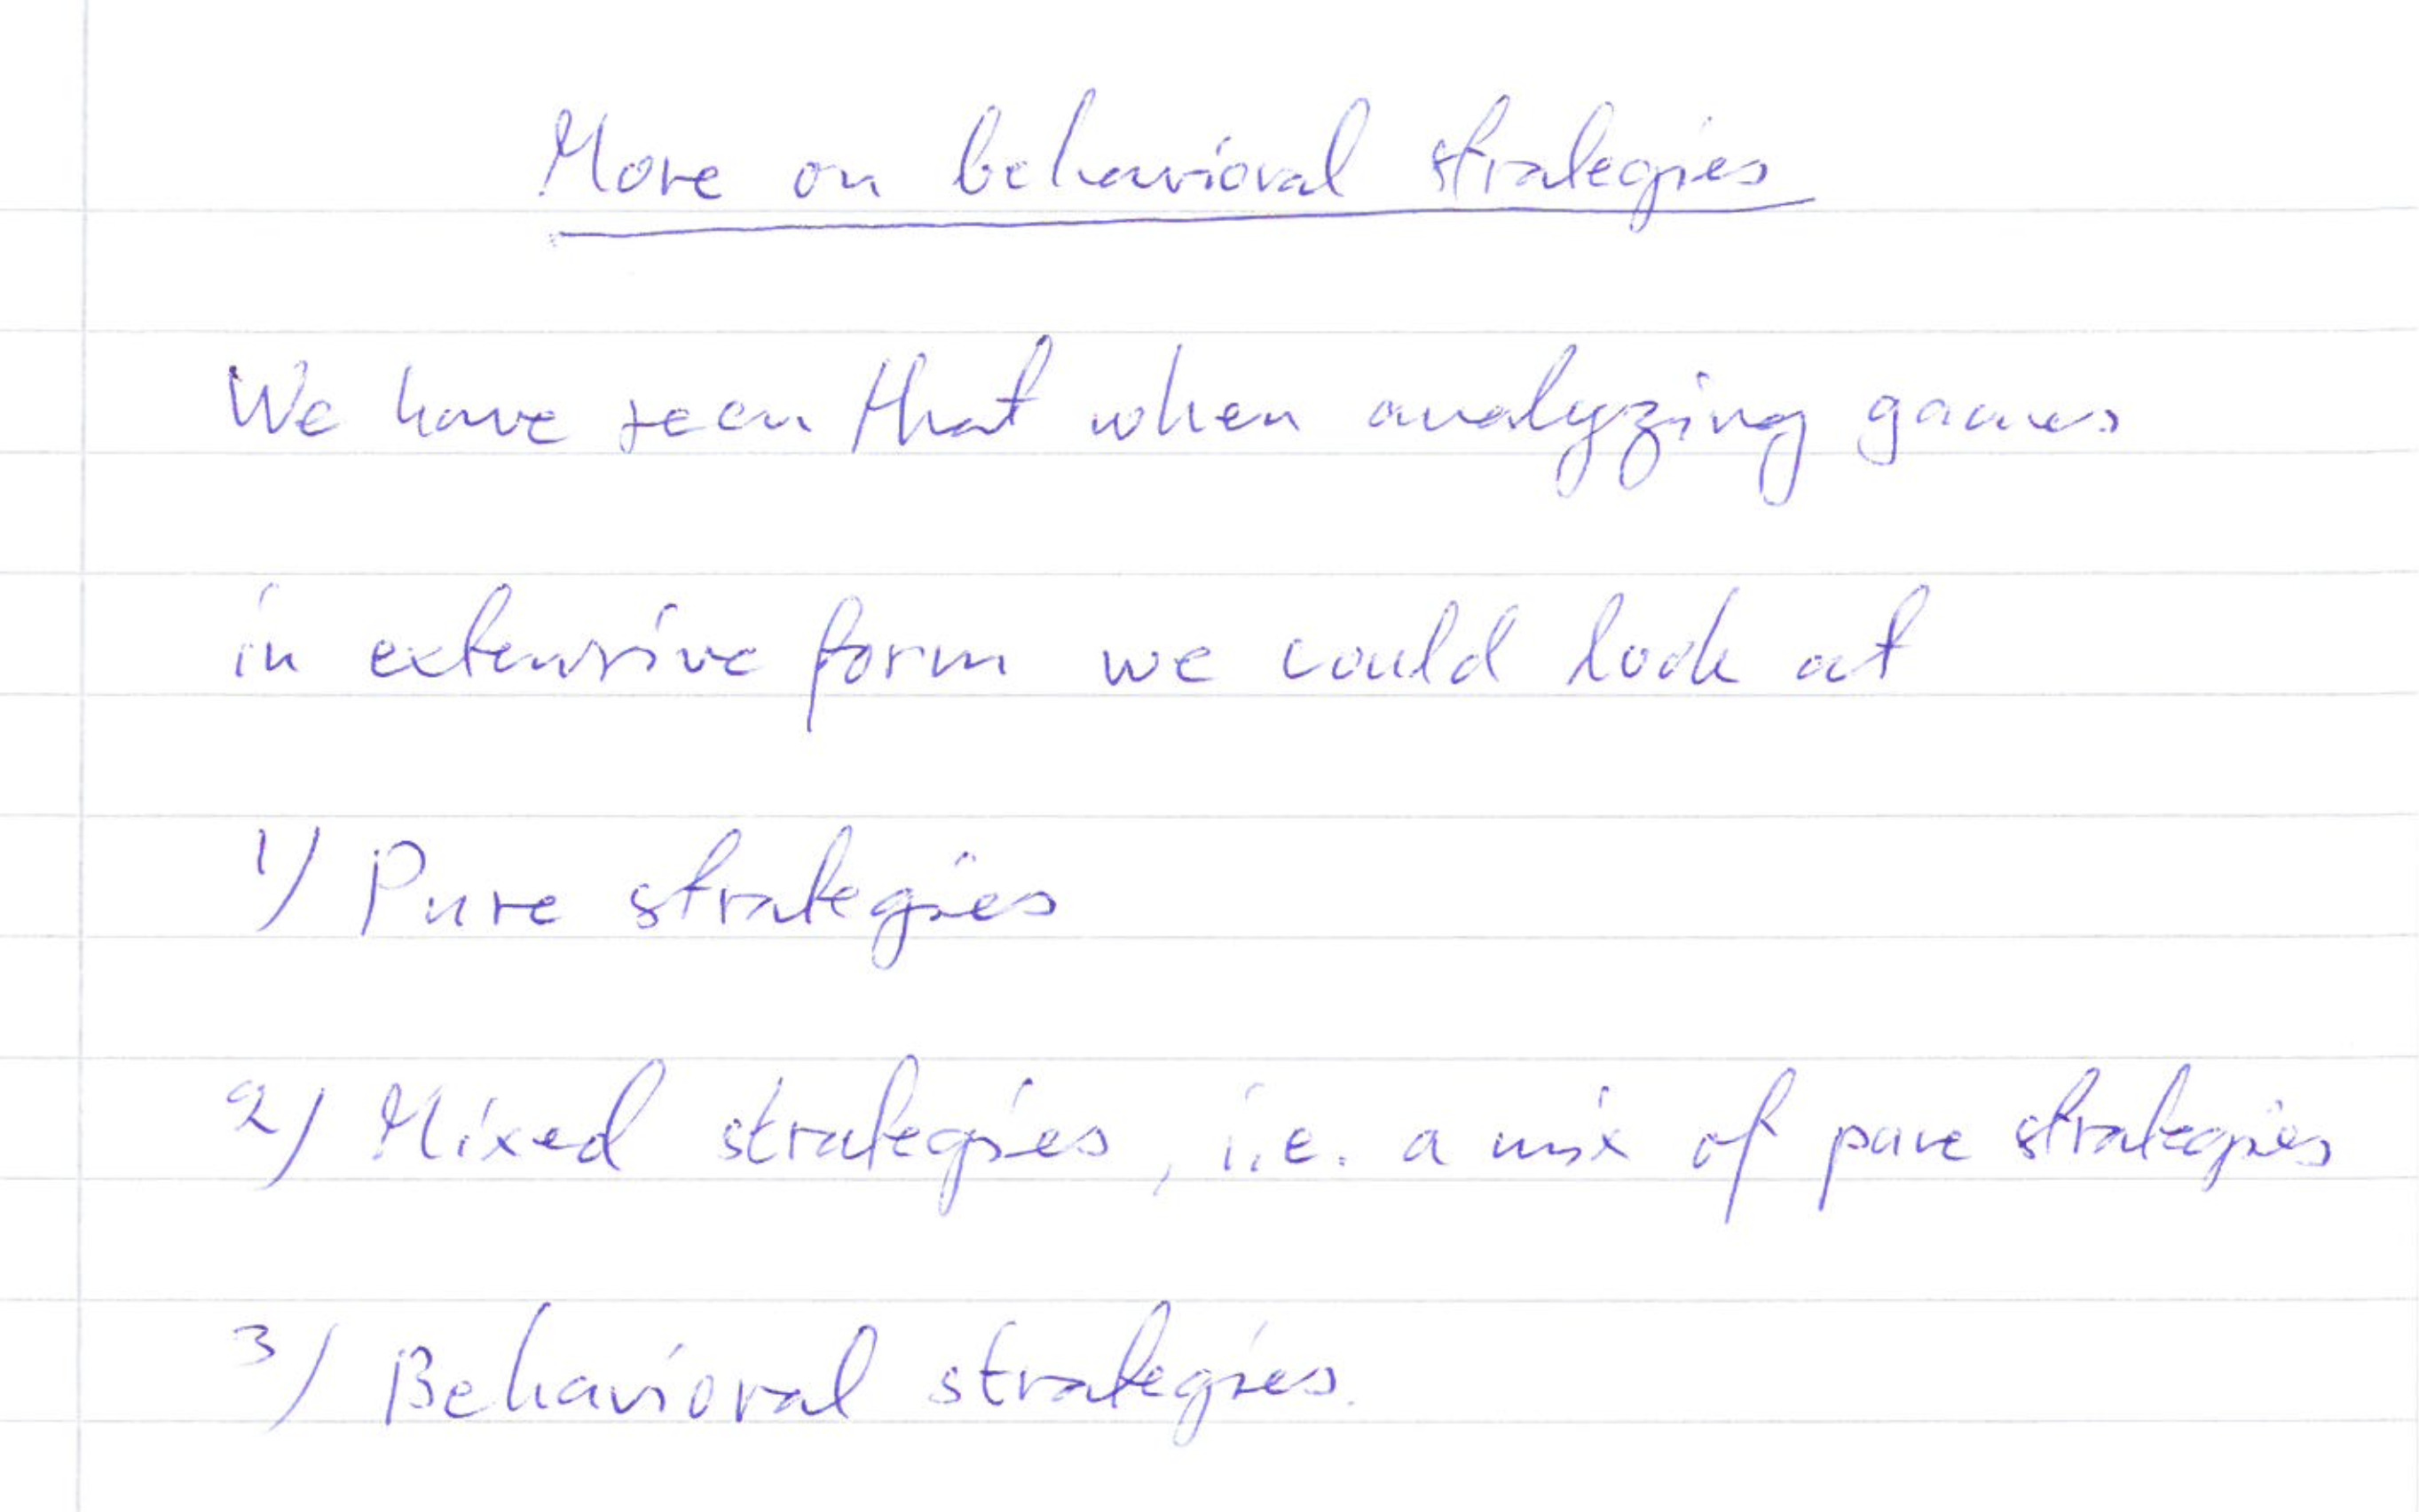 More on behavioral strategies
We have seen that when analyzing games
in extensive form we could look at
1) Pure strategies
2) Mixed strategies, i.e. a mix of pure strategies
3) Behavioral strategies.